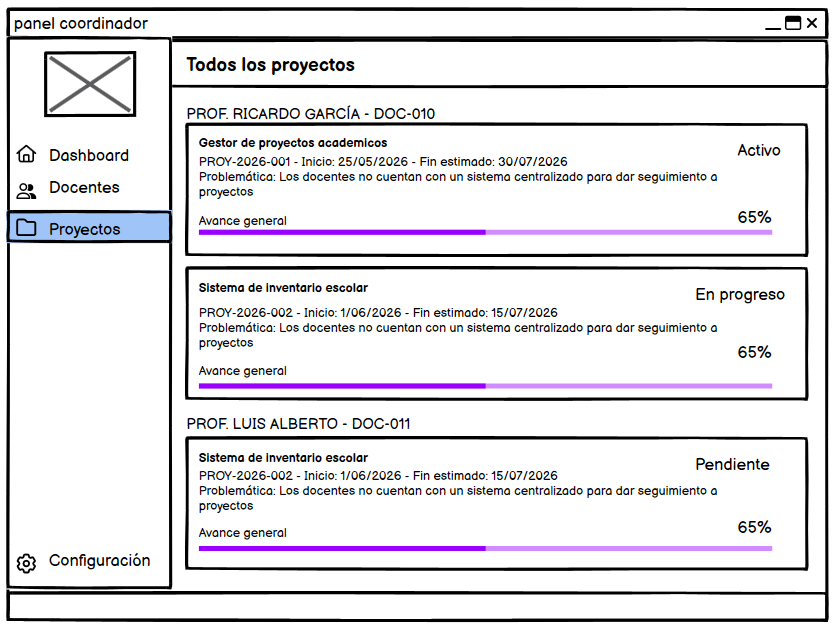 panel coordinador
Todos los proyectos
Dashboard
Docentes
Proyectos
Configuración
PROF. RICARDO GARCÍA - DOC-010
Gestor de proyectos academicos
Activo
PROY-2026-001 - Inicio: 25/05/2026 - Fin estimado: 30/07/2026
Problemática: Los docentes no cuentan con un sistema centralizado para dar seguimiento a
proyectos
Avance general
65%
Sistema de inventario escolar
En progreso
PROY-2026-002 - Inicio: 1/06/2026 - Fin estimado: 15/07/2026
Problemática: Los docentes no cuentan con un sistema centralizado para dar seguimiento a
proyectos
65%
Avance general
PROF. LUIS ALBERTO - DOC-011
Sistema de inventario escolar
Pendiente
PROY-2026-002 - Inicio: 1/06/2026 - Fin estimado: 15/07/2026
Problemática: Los docentes no cuentan con un sistema centralizado para dar seguimiento a
proyectos
Avance general
65%